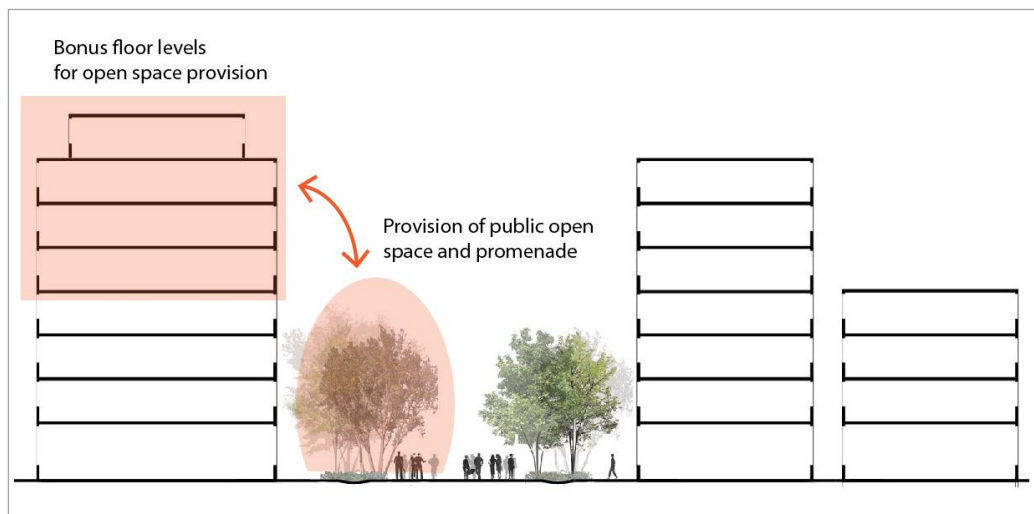 Bonus floor levels
for open space provision
Provision of public open
space and promenade